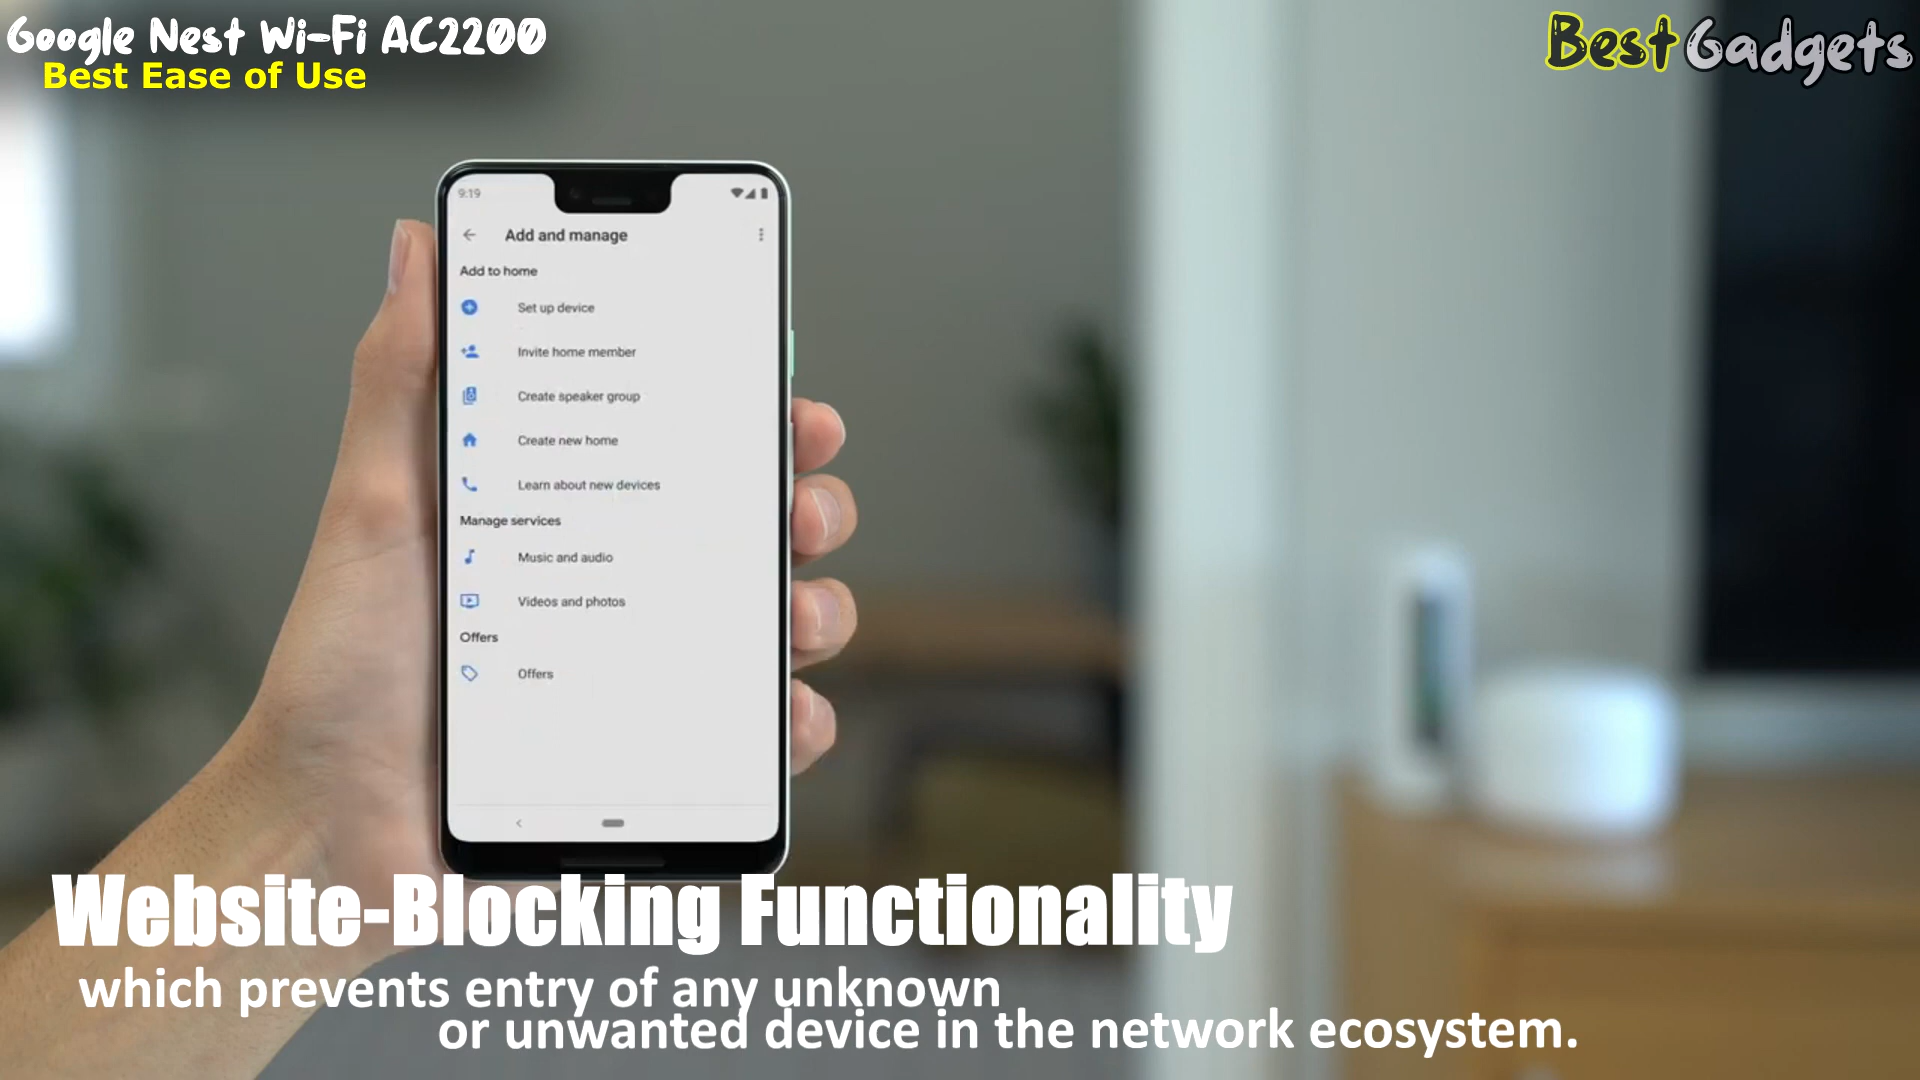 Google Nest Wi-Fi AC2200
Best Ease of Use
BestGadgets
9:19
Add and manage
Add to home
Set up device
Invite home member
Create speaker group
Create new home
Learn about new devices
Manage services
Music and audio
Videos and photos
Offers
Offers
Website-Blocking Functionality
which prevents entry of any unknown
or unwanted device in the network ecosystem.